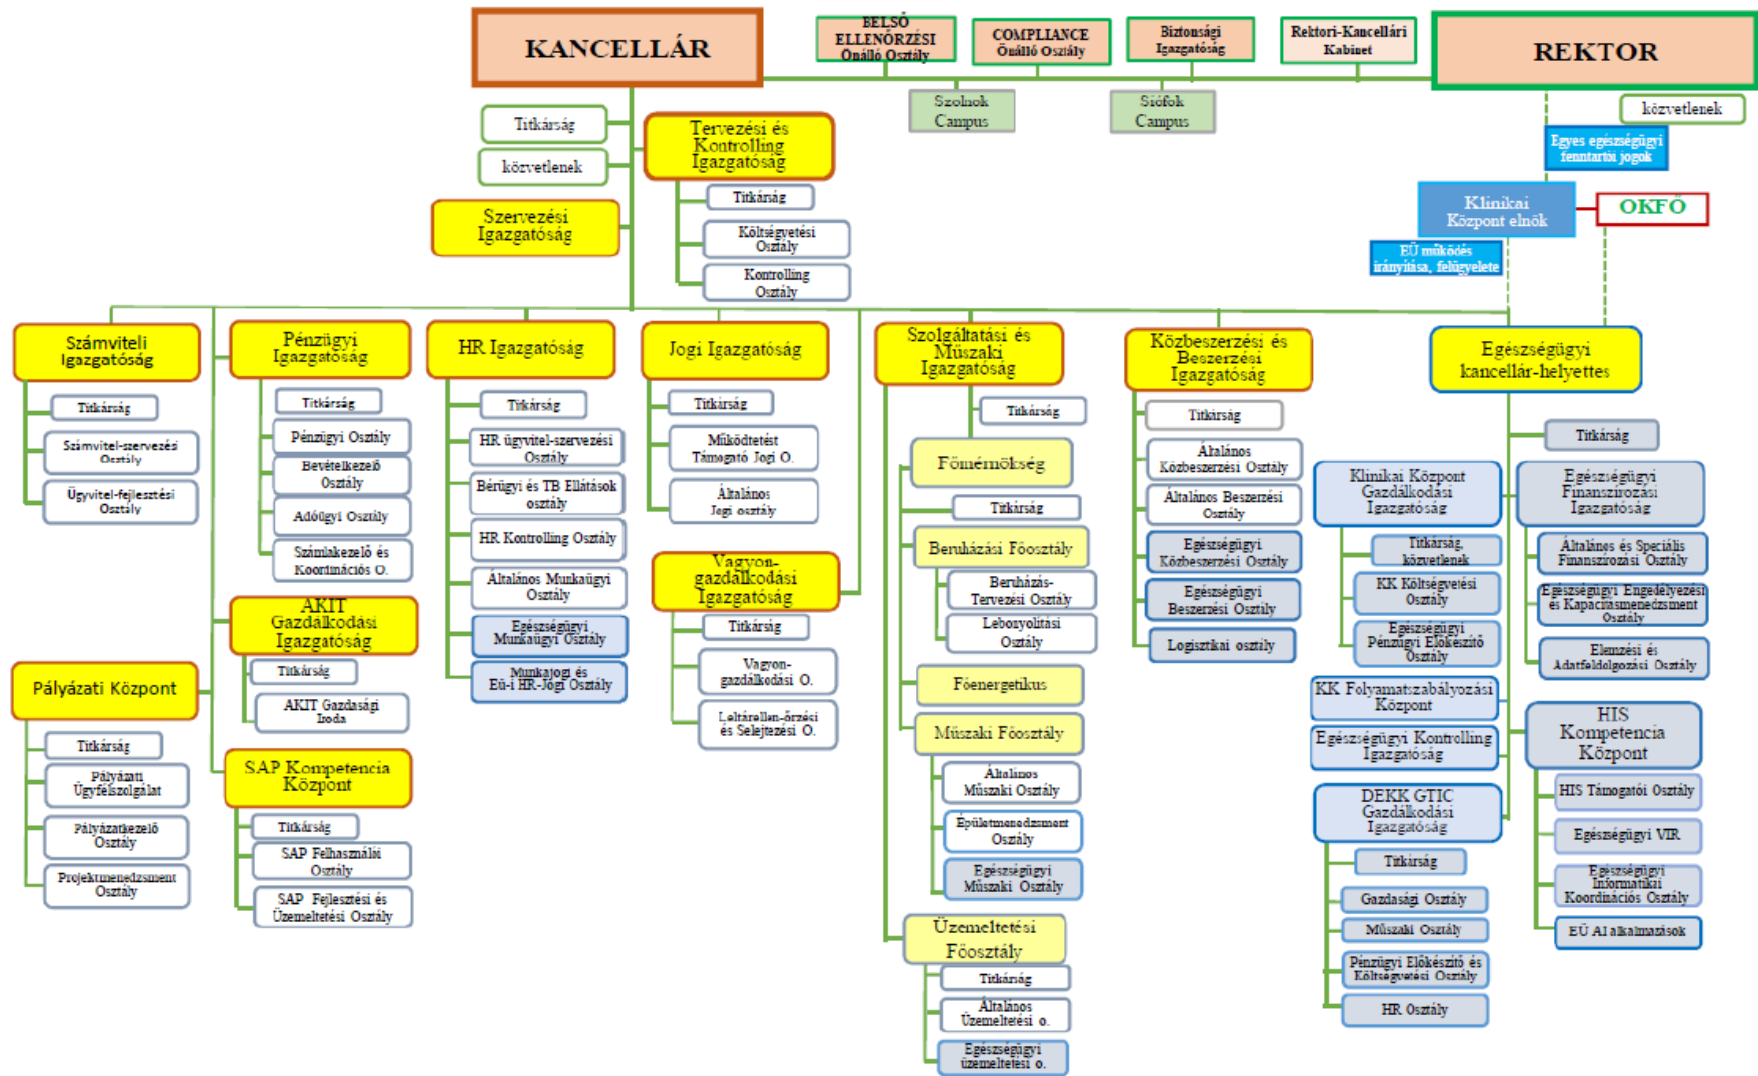 KANCELLÁR
BELSŐ
ELLENŐRZÉSI
Önálló Osztály
COMPLIANCE
Önálló Osztály
Biztonsági
Igazgatóság
Rektori-Kancellári
Kabinet
REKTOR
Szolnok
Campus
Siófok
Campus
közvetlenek
Titkárság
közvetlenek
Szervezési
Igazgatóság
Tervezési és
Kontrolling
Igazgatóság
Titkárság
Költségvetési
Osztály
Kontrolling
Osztály
Egyes egészségügyi
fenntartói jogok
Klinikai
Központ elnök
OKFŐ
EÜ működés
irányítása, felügyelete
Számviteli
Igazgatóság
Titkárság
Számvitel-szervezési
Osztály
Ügyvitel-fejlesztési
Osztály
Pályázati Központ
Titkárság
Pályázati
Ügyfélszolgálat
Pályázatkezelő
Osztály
Projektmenedzsment
Osztály
Pénzügyi
Igazgatóság
Titkárság
Pénzügyi Osztály
Bevételkezelő
Osztály
Adóügyi Osztály
Számlakezelő és
Koordinációs O.
AKIT
Gazdálkodási
Igazgatóság
Titkárság
AKIT Gazdasági
Iroda
SAP Kompetencia
Központ
Titkárság
SAP Felhasználói
Osztály
SAP Fejlesztési és
Üzemeltetési Osztály
HR Igazgatóság
Titkárság
HR ügyvitel-szervezési
Osztály
Bérügyi és TB Ellátások
osztály
HR Kontrolling Osztály
Általános Munkaügyi
Osztály
Egészségügyi
Munkaügyi Osztály
Munkajogi és
Eü-i HR-Jogi Osztály
Jogi Igazgatóság
Titkárság
Működtetést
Támogató Jogi O.
Általános
Jogi osztály
Vagyon-
gazdálkodási
Igazgatóság
Titkárság
Vagyon-
gazdálkodási O.
Leltárellen-őrzési
és Selejtezési O.
Szolgáltatási és
Műszaki
Igazgatóság
Titkárság
Főmérnökség
Titkárság
Beruházási Főosztály
Beruházás-
Tervezési Osztály
Lebonyolítási
Osztály
Főenergetikus
Műszaki Főosztály
Általános
Műszaki Osztály
Épületmenedzsment
Osztály
Egészségügyi
Műszaki Osztály
Üzemeltetési
Főosztály
Titkárság
Általános
Üzemeltetési o.
Egészségügyi
üzemeltetési o.
Közbeszerzési és
Beszerzési
Igazgatóság
Titkárság
Általános
Közbeszerzési Osztály
Általános Beszerzési
Osztály
Egészségügyi
Közbeszerzési Osztály
Egészségügyi
Beszerzési Osztály
Logisztikai osztály
Egészségügyi
kancellár-helyettes
Titkárság
Klinikai Központ
Gazdálkodási
Igazgatóság
Titkárság,
közvetlenek
KK Költségvetési
Osztály
Egészségügyi
Pénzügyi Előkészítő
Osztály
KK Folyamatszabályozási
Központ
Egészségügyi Kontrolling
Igazgatóság
DEKK GTIC
Gazdálkodási
Igazgatóság
Titkárság
Gazdasági Osztály
Műszaki Osztály
Pénzügyi Előkészítő és
Költségvetési Osztály
HR Osztály
Egészségügyi
Finanszírozási
Igazgatóság
Általános és Speciális
Finanszírozási Osztály
Egészségügyi Engedélyezési
és Kapacitásmenedzsment
Osztály
Elemzési és
Adatfeldolgozási Osztály
HIS
Kompetencia
Központ
HIS Támogatói Osztály
Egészségügyi VIR
Egészségügyi
Informatikai
Koordinációs Osztály
EÜ AI alkalmazások